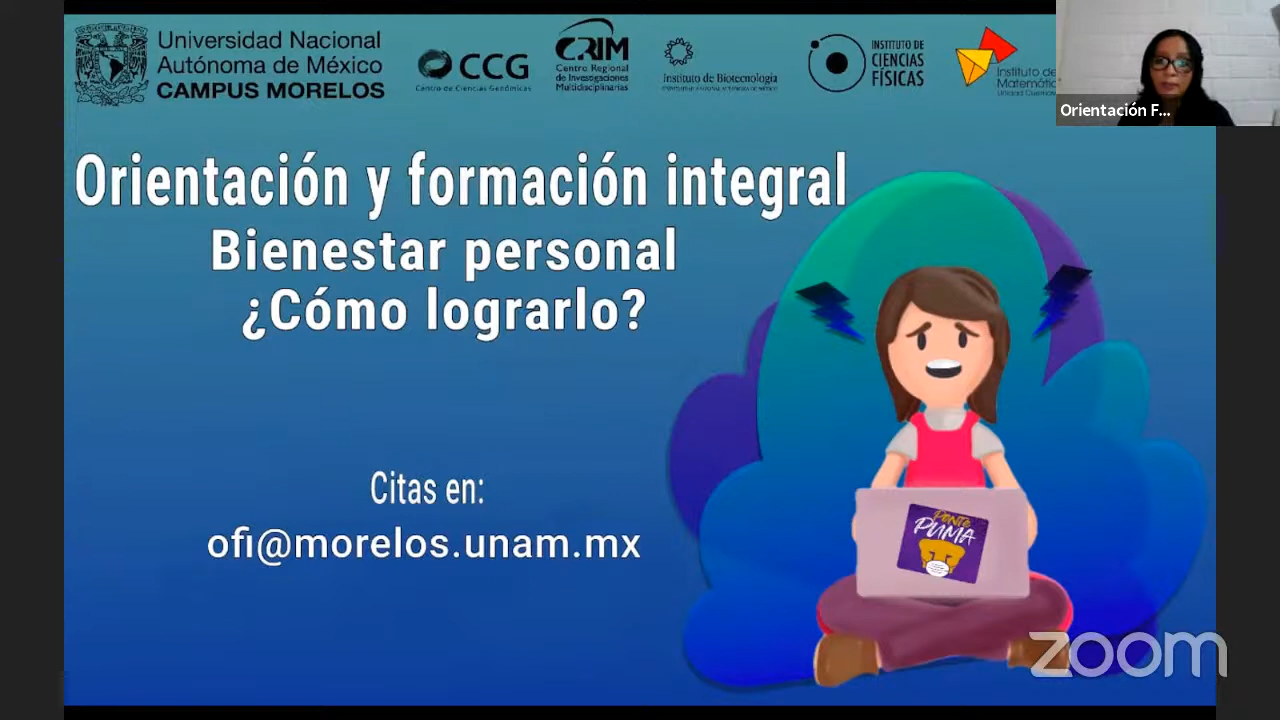 Universidad Nacional
Autónoma de México
CAMPUS MORELOS
CCG
Centro de Ciencias Genómicas
CRIM
Centro Regional
de Investigaciones
Multidisciplinarias
Instituto de Biotecnología
INSTITUTO DE
CIENCIAS
FÍSICAS
Instituto de
Matemátic
Orientación F...
Orientación y formación integral
Bienestar personal
¿Cómo lograrlo?
Citas en:
ofi@morelos.unam.mx
PONTE
PUMA
zoom